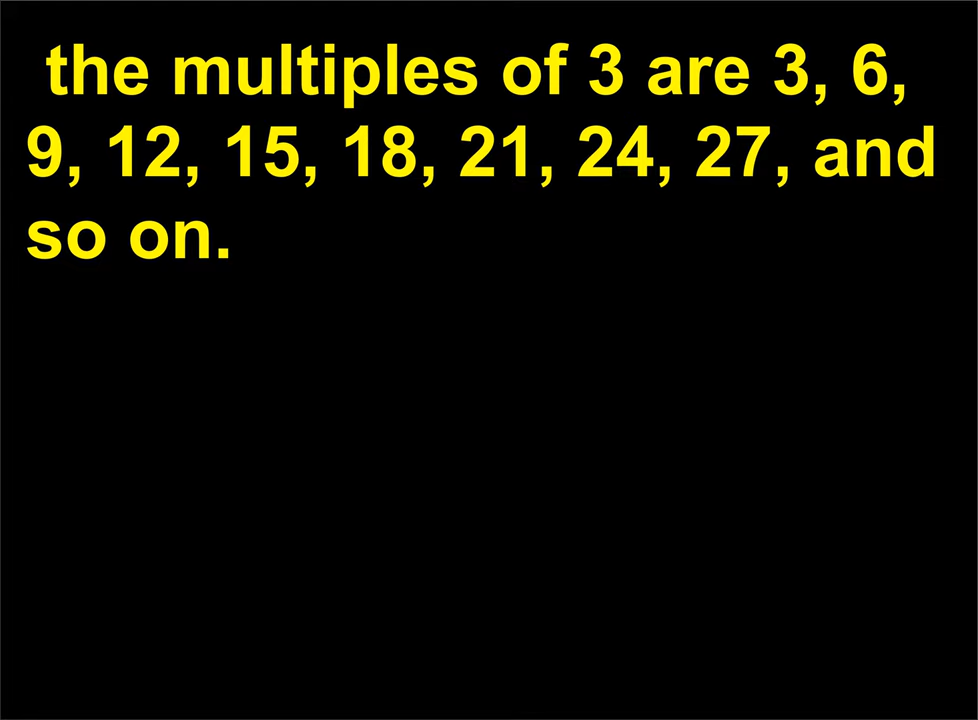 the multiples of 3 are 3, 6,
9, 12, 15, 18, 21, 24, 27, and
so on.